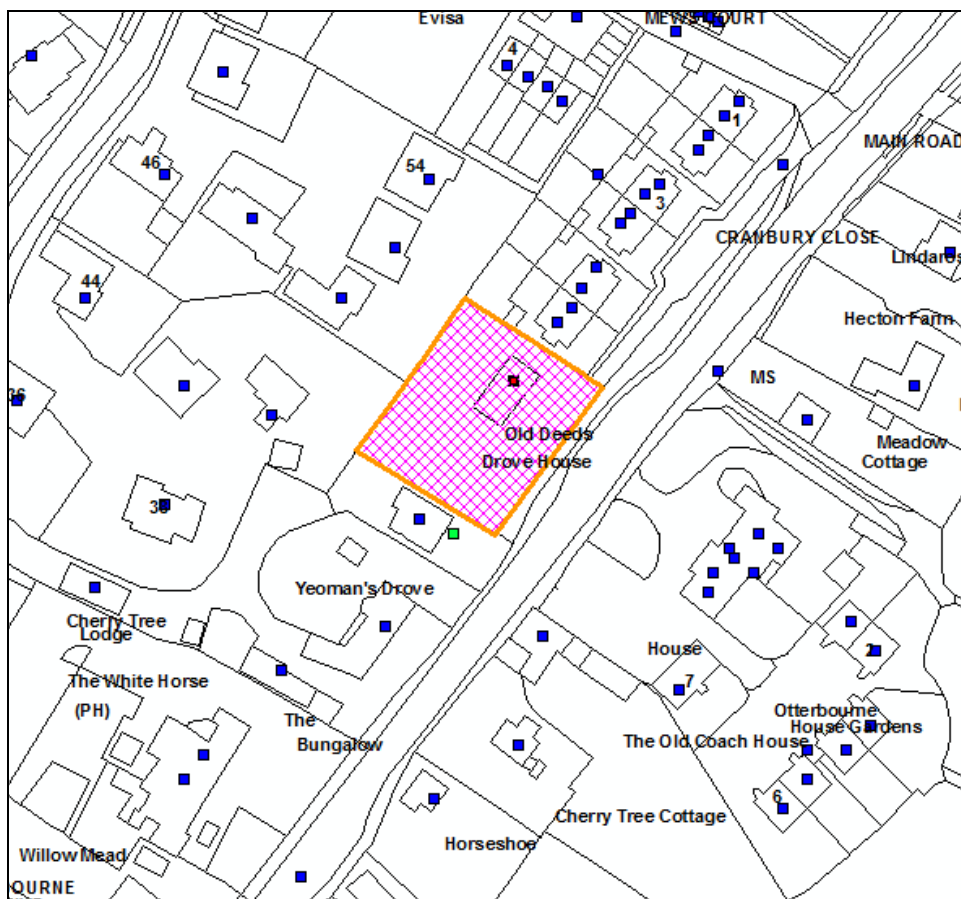 Evisa
MEWS COURT
4
1
MAIN ROAD
46
54
3
CRANBURY CLOSE
Lindaros
44
Hecton Farm
MS
36
Old Deeds
Meadow
Cottage
Drove House
38
Yeoman's Drove
Cherry Tree
Lodge
House
2
The White Horse
7
(PH)
Otterbourne
House Gardens
The
Bungalow
The Old Coach House
6
Cherry Tree Cottage
Horseshoe
Willow Mead
OURNE